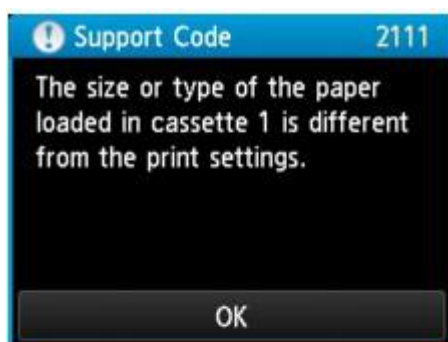 Support Code 2111
The size or type of the paper
loaded in cassette 1 is different
from the print settings.
OK